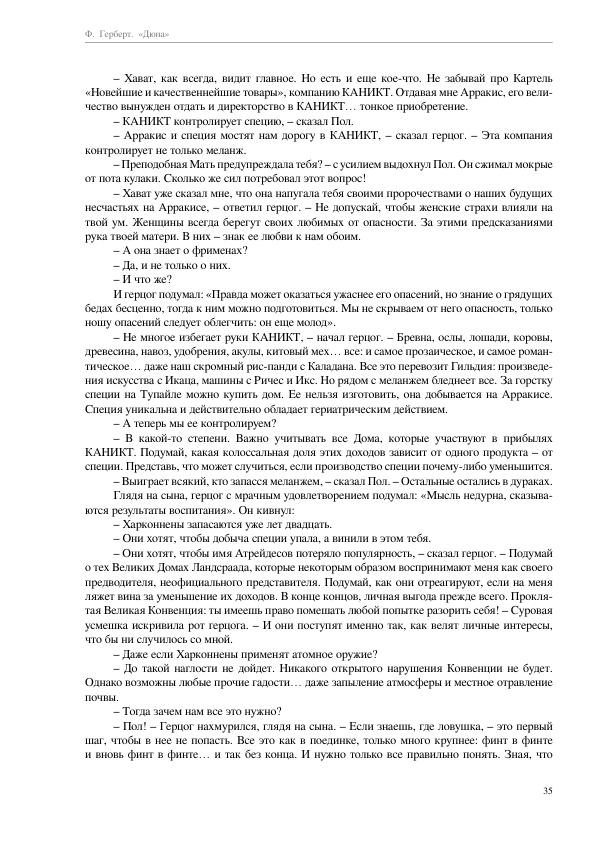 Ф. Герберт. «Дюна»
– Хават, как всегда, видит главное. Но есть и еще кое-что. Не забывай про Картель
«Новейшие и качественнейшие товары», компанию КАНИКТ. Отдавая мне Арракис, его вели-
чество вынужден отдать и директорство в КАНИКТ… тонкое приобретение.
– КАНИКТ контролирует специю, – сказал Пол.
– Арракис и специя мостят нам дорогу в КАНИКТ, – сказал герцог. – Эта компания
контролирует не только меланж.
– Преподобная Мать предупреждала тебя? – с усилием выдохнул Пол. Он сжимал мокрые
от пота кулаки. Сколько же сил потребовал этот вопрос!
– Хават уже сказал мне, что она напугала тебя своими пророчествами о наших будущих
несчастьях на Арракисе, – ответил герцог. – Не допускай, чтобы женские страхи влияли на
твой ум. Женщины всегда берегут своих любимых от опасности. За этими предсказаниями
рука твоей матери. В них – знак ее любви к нам обоим.
– А она знает о фрименах?
– Да, и не только о них.
– И что же?
И герцог подумал: «Правда может оказаться ужаснее его опасений, но знание о грядущих
бедах бесценно, тогда к ним можно подготовиться. Мы не скрываем от него опасность, только
ношу опасений следует облегчить: он еще молод».
– Не многое избегает руки КАНИКТ, – начал герцог. – Бревна, ослы, лошади, коровы,
древесина, навоз, удобрения, акулы, китовый мех… все: и самое прозаическое, и самое роман-
тическое… даже наш скромный рис-панди с Каладана. Все это перевозит Гильдия: произведе-
ния искусства с Икаца, машины с Ричес и Икс. Но рядом с меланжем бледнеет все. За горстку
специи на Тупайле можно купить дом. Ее нельзя изготовить, она добывается на Арракисе.
Специя уникальна и действительно обладает гериатрическим действием.
– А теперь мы ее контролируем?
– В какой-то степени. Важно учитывать все Дома, которые участвуют в прибылях
КАНИКТ. Подумай, какая колоссальная доля этих доходов зависит от одного продукта – от
специи. Представь, что может случиться, если производство специи почему-либо уменьшится.
– Выиграет всякий, кто запасся меланжем, – сказал Пол. – Остальные остались в дураках.
Глядя на сына, герцог с мрачным удовлетворением подумал: «Мысль недурна, сказыва-
ются результаты воспитания». Он кивнул:
– Харконнены запасаются уже лет двадцать.
– Они хотят, чтобы добыча специи упала, а винили в этом тебя.
– Они хотят, чтобы имя Атрейдесов потеряло популярность, – сказал герцог. – Подумай
о тех Великих Домах Ландсраада, которые некоторым образом воспринимают меня как своего
предводителя, неофициального представителя. Подумай, как они отреагируют, если на меня
ляжет вина за уменьшение их доходов. В конце концов, личная выгода прежде всего. Прокля-
тая Великая Конвенция: ты имеешь право помешать любой попытке разорить себя! – Суровая
усмешка искривила рот герцога. – И они поступят именно так, как велят личные интересы,
что бы ни случилось со мной.
– Даже если Харконнены применят атомное оружие?
– До такой наглости не дойдет. Никакого открытого нарушения Конвенции не будет.
Однако возможны любые прочие гадости… даже запыление атмосферы и местное отравление
почвы.
– Тогда зачем нам все это нужно?
– Пол! – Герцог нахмурился, глядя на сына. – Если знаешь, где ловушка, – это первый
шаг, чтобы в нее не попасть. Все это как в поединке, только много крупнее: финт в финте
и вновь финт в финте… и так без конца. И нужно только все правильно понять. Зная, что
35